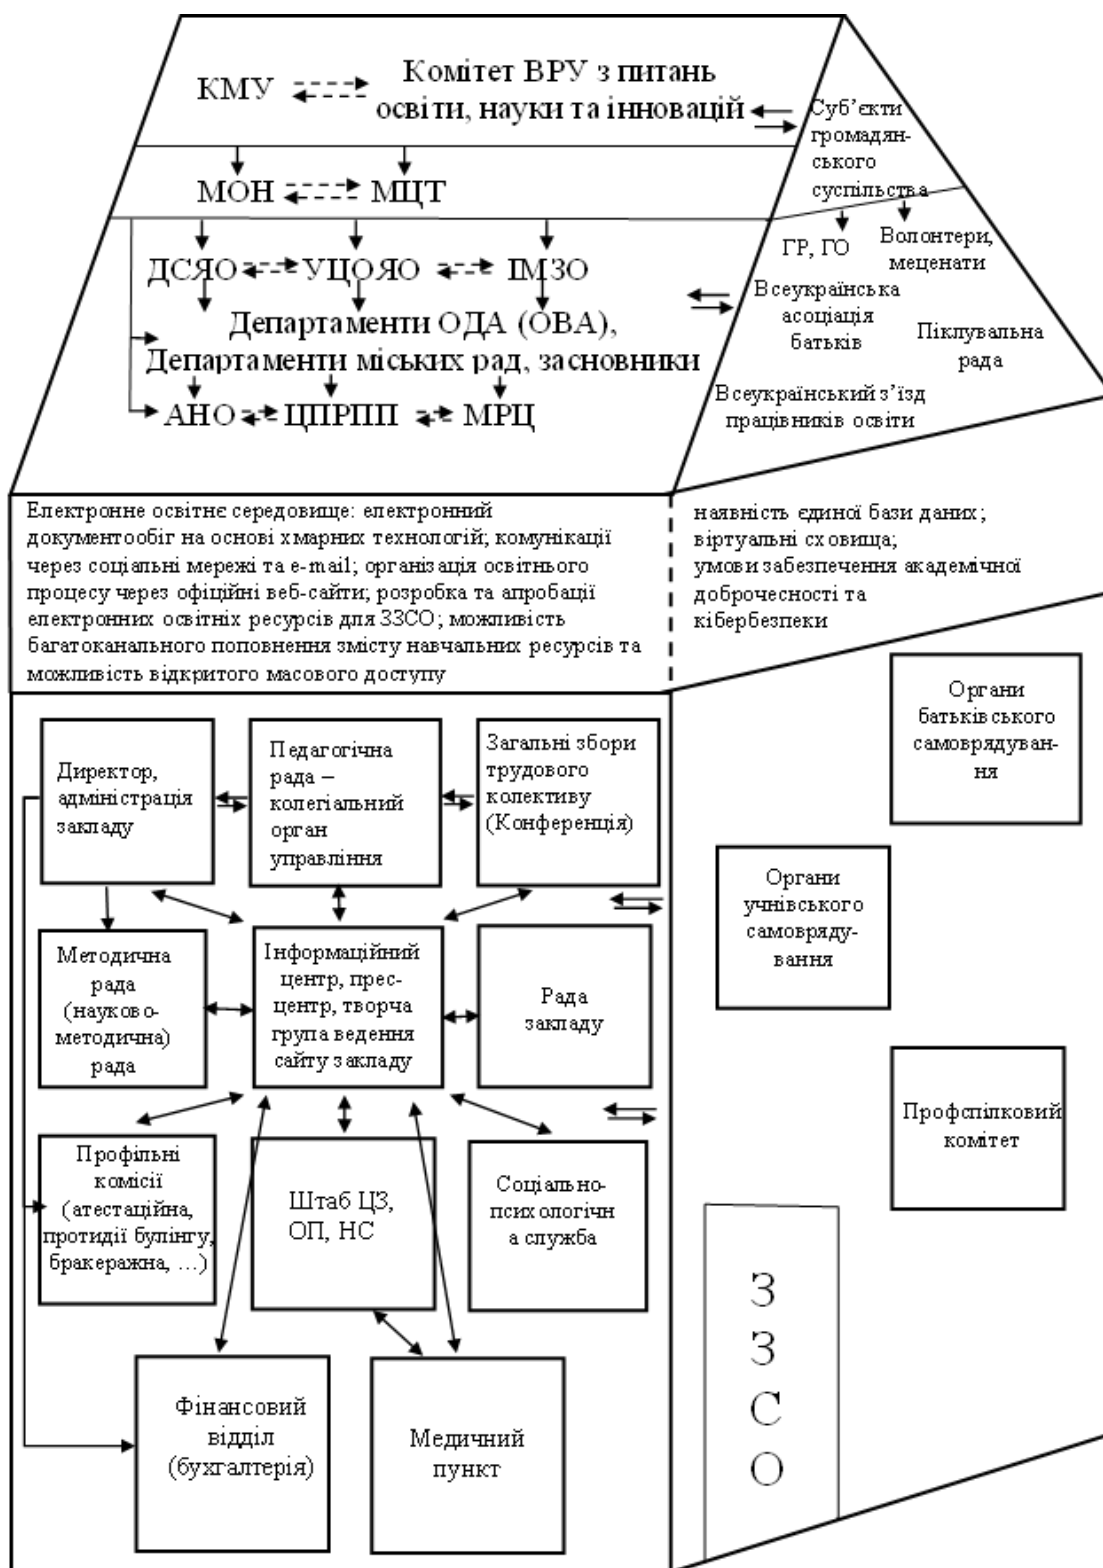 КМУ
Комітет ВРУ з питань
освіти, науки та інновацій
Суб’єкти
громадян-
ського
суспільства
МОН
МЦТ
ГР, ГО
Волонтери,
меценати
ДСЯО
УЦОЯО
ІМЗО
Всеукраїнська
асоціація
батьків
Піклувальна
рада
Департаменти ОДА (ОВА),
Департаменти міських рад, засновники
Всеукраїнський з’їзд
працівників освіти
АНО
ЦПРПП
МРЦ
Електронне освітнє середовище: електронний
документообіг на основі хмарних технологій; комунікації
через соціальні мережі та e-mail; організація освітнього
процесу через офіційні веб-сайти; розробка та апробації
електронних освітніх ресурсів для ЗЗСО; можливість
багатоканального поповнення змісту навчальних ресурсів та
можливість відкритого масового доступу
наявність єдиної бази даних;
віртуальні сховища;
умови забезпечення академічної
доброчесності та
кібербезпеки
Директор,
адміністрація
закладу
Педагогічна
рада –
колегіальний
орган
управління
Загальні збори
трудового
колективу
(Конференція)
Органи
батьківського
самоврядуван-
ня
Органи
учнівського
самовряду-
вання
Методична
рада
(науково-
методична)
рада
Інформаційний
центр, прес-
центр, творча
група ведення
сайту закладу
Рада
закладу
Профспілковий
комітет
Профільні
комісії
(атестаційна,
протидії булінгу,
бракеражна, ...)
Штаб ЦЗ,
ОП, НС
Соціально-
психологічн
а служба
Фінансовий
відділ
(бухгалтерія)
Медичний
пункт
З
З
С
О